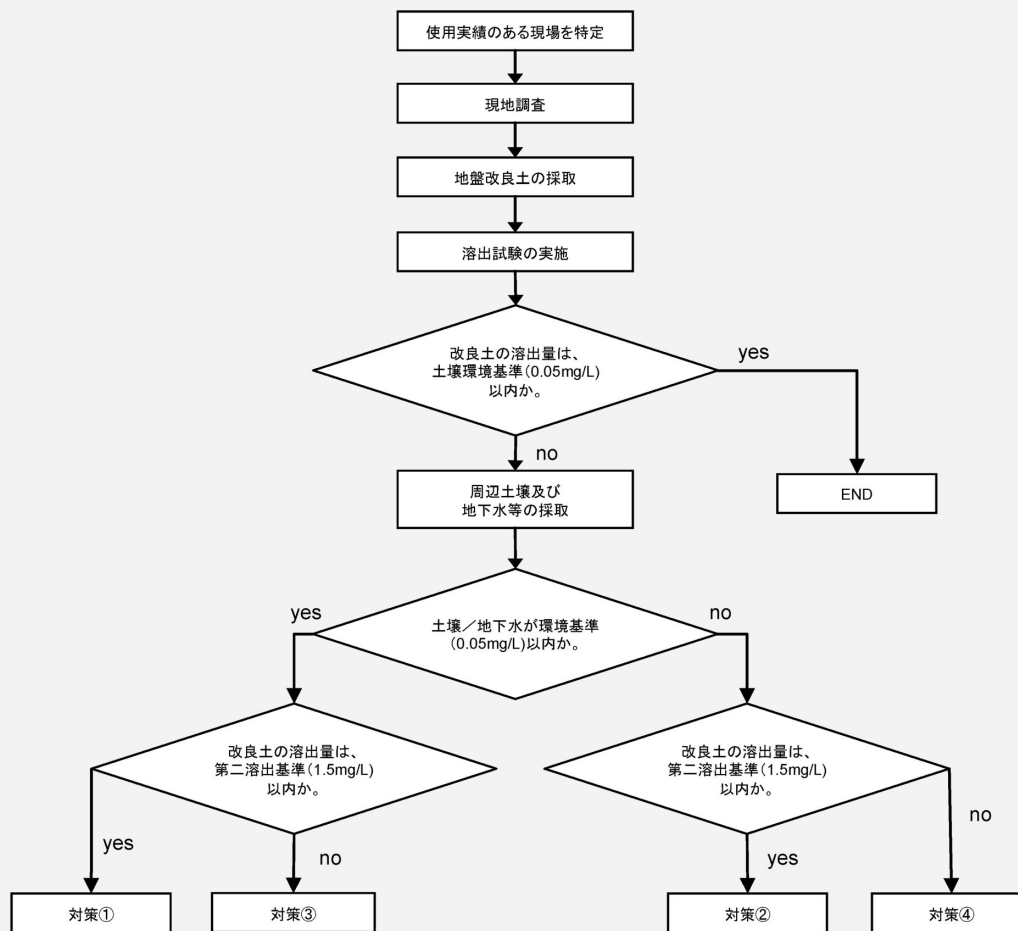 使用実績のある現場を特定
現地調査
地盤改良土の採取
溶出試験の実施
改良土の溶出量は、
土壌環境基準(0.05mg/L)
以内か。
yes
no
END
周辺土壌及び
地下水等の採取
土壌／地下水が環境基準
(0.05mg/L)以内か。
yes
no
改良土の溶出量は、
第二溶出基準(1.5mg/L)
以内か。
改良土の溶出量は、
第二溶出基準(1.5mg/L)
以内か。
yes
no
yes
no
対策①
対策③
対策②
対策④